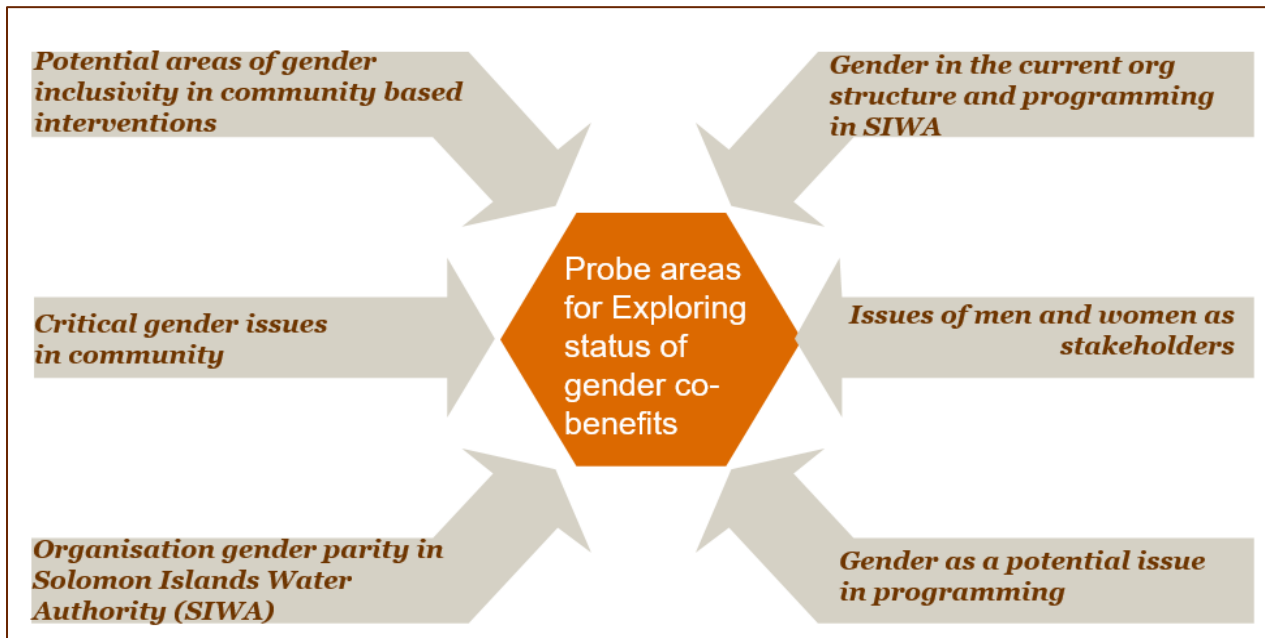 Potential areas of gender
inclusivity in community based
interventions
Gender in the current org
structure and programming
in SIWA
Critical gender issues
in community
Probe areas
for Exploring
status of
gender co-
benefits
Issues of men and women as
stakeholders
Organisation gender parity in
Solomon Islands Water
Authority (SIWA)
Gender as a potential issue
in programming